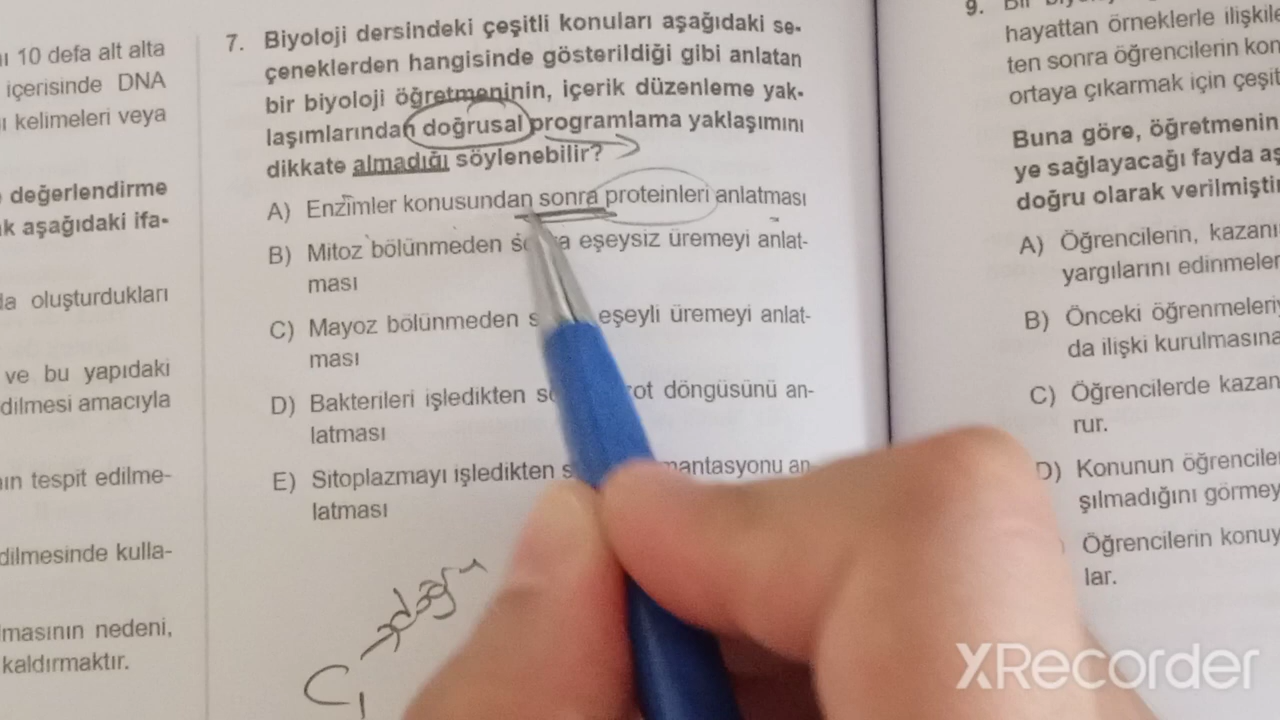 ı 10 defa alt alta
içerisinde DNA
ı kelimeleri veya
değerlendirme
k aşağıdaki ifa-
la oluşturdukları
ve bu yapıdaki
dilmesi amacıyla
ın tespit edilme-
dilmesinde kulla-
lmasının nedeni,
kaldırmaktır.
7. Biyoloji dersindeki çeşitli konuları aşağıdaki se-
çeneklerden hangisinde gösterildiği gibi anlatan
bir biyoloji öğretmeninin, içerik düzenleme yak-
laşımlarından doğrusal programlama yaklaşımını
dikkate almadığı söylenebilir?
A) Enzimler konusundan sonra proteinleri anlatması
B) Mitoz bölünmeden eşeysiz üremeyi anlat-
ması
C) Mayoz bölünmeden eşeyli üremeyi anlat-
ması
D) Bakterileri işledikten döngüsünü an-
latması
E) Sitoplazmayı işledikten an
latması
doğru
9.
hayattan örneklerle ilişkile
ten sonra öğrencilerin kon
ortaya çıkarmak için çeşit
Buna göre, öğretmenin
ye sağlayacağı fayda aş
doğru olarak verilmiştir
A) Öğrencilerin, kazanı
yargılarını edinmeler
B) Önceki öğrenmeleriy
da ilişki kurulmasına
C) Öğrencilerde kazan
rur.
D) Konunun öğrenciler
şılmadığını görmey
Öğrencilerin konuy
lar.
XRecorder